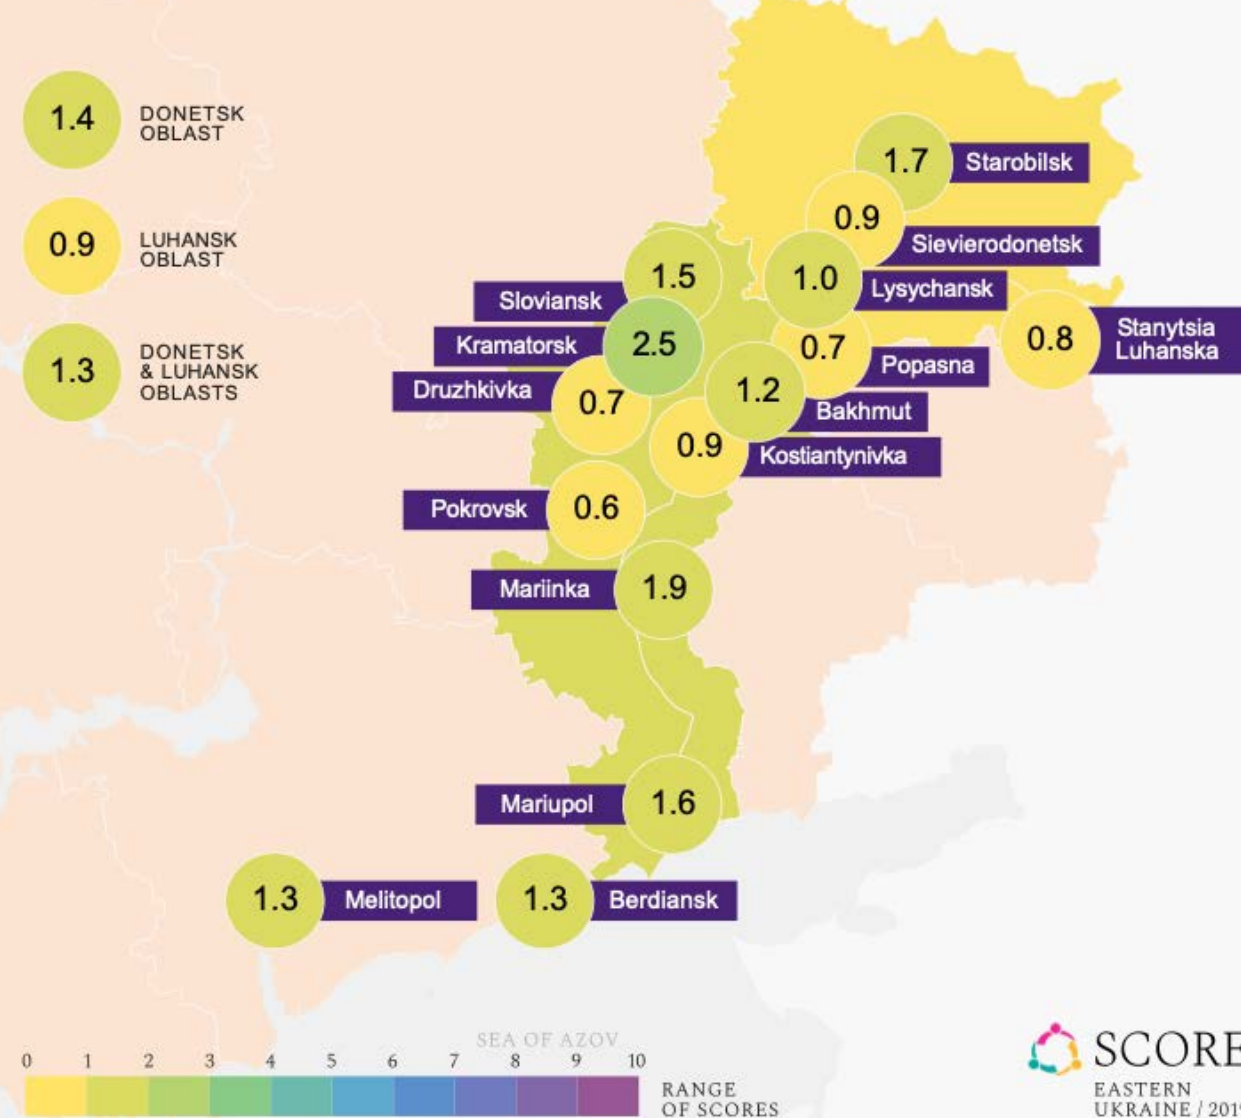 1.4
DONETSK
OBLAST
0.9
LUHANSK
OBLAST
1.3
DONETSK
& LUHANSK
OBLASTS
1.7
Starobilsk
0.9
Sievierodonetsk
1.5
Sloviansk
1.0
Lysychansk
0.8
Stanytsia
Luhanska
2.5
Kramatorsk
0.7
Popasna
0.7
Druzhkivka
1.2
Bakhmut
0.9
Kostiantynivka
0.6
Pokrovsk
1.9
Mariinka
1.6
Mariupol
1.3
Melitopol
1.3
Berdiansk
SEA OF AZOV
0 1 2 3 4 5 6 7 8 9 10
RANGE
OF SCORES
SCORE
EASTERN
UKRAINE / 2019